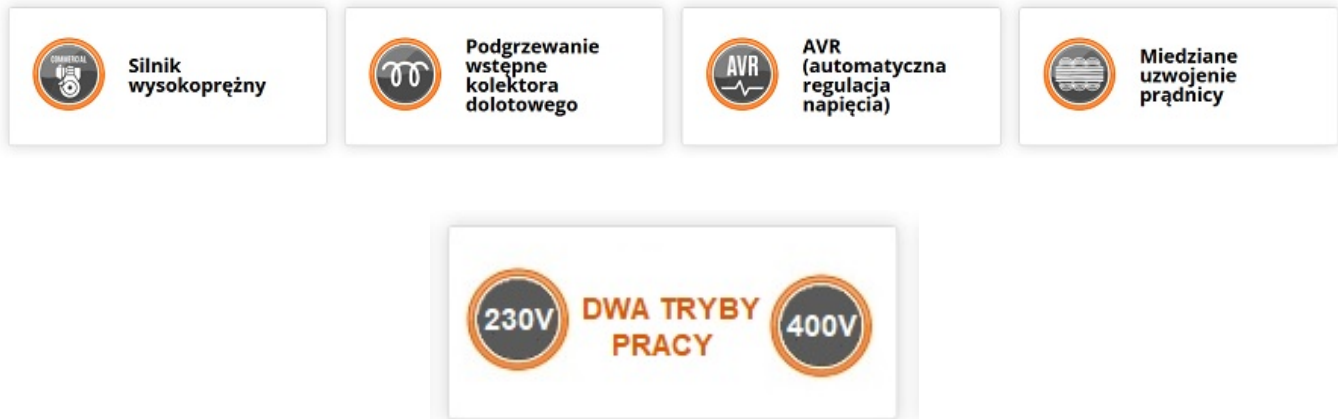 COMMERCIAL
Silnik
wysokoprężny
Podgrzewanie
wstępne
kolektora
dolotowego
AVR
AVR
(automatyczna
regulacja
napięcia)
Miedziane
uzwojenie
prądnicy
230V
DWA TRYBY
PRACY
400V